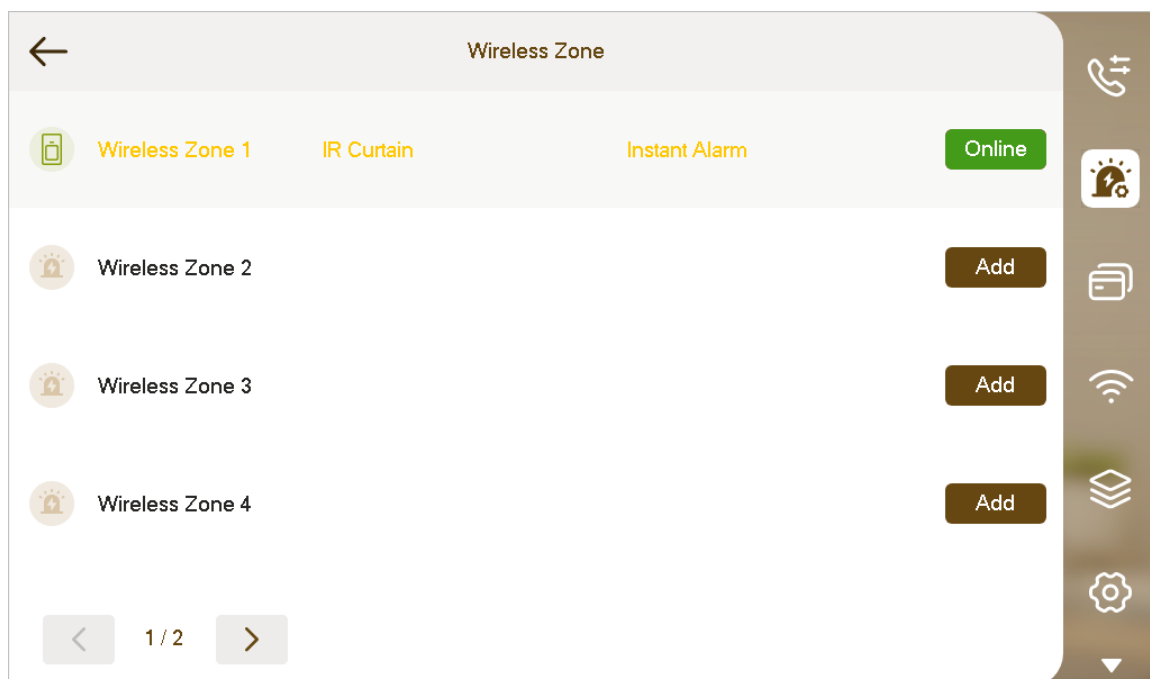 Wireless Zone
Wireless Zone 1 IR Curtain Instant Alarm Online
Wireless Zone 2 Add
Wireless Zone 3 Add
Wireless Zone 4 Add
1 / 2